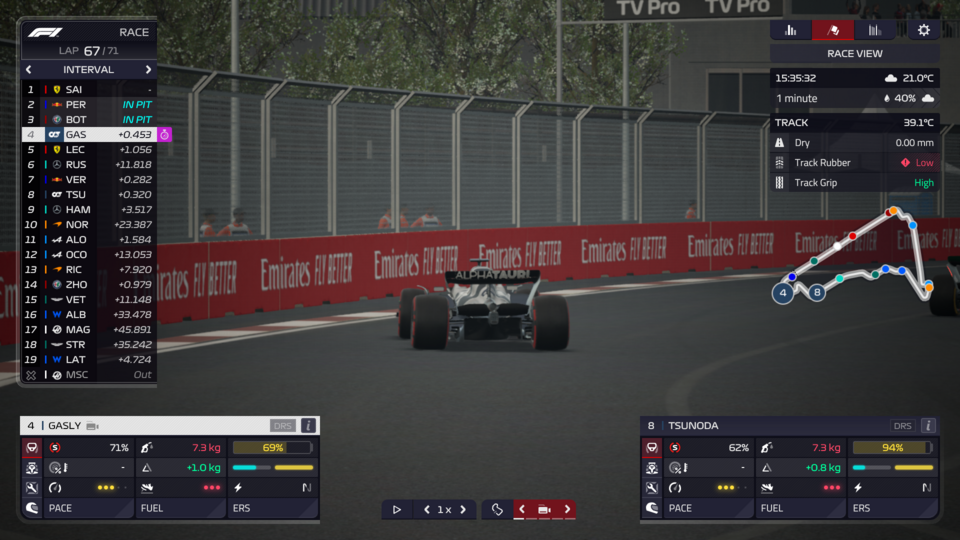 TV Pro TV Pro
F1 RACE
LAP 67/71
INTERVAL
1 SAI -
2 PER IN PIT
3 BOT IN PIT
4 GAS +0.453
5 LEC +1.056
6 RUS +11.818
7 VER +0.282
8 TSU +0.320
9 HAM +3.517
10 NOR +23.387
11 ALO +1.584
12 OCO +13.053
13 RIC +7.920
14 ZHO +0.979
15 VET +11.148
16 ALB +33.478
17 MAG +45.891
18 STR +35.242
19 LAT +4.724
MSC Out
RACE VIEW
15:35:32 21.0°C
1 minute 40%
TRACK 39.1°C
Dry 0.00 mm
Track Rubber Low
Track Grip High
4 8
Emirates FLY BETTER Emirates FLY BETTER Emirates FLY BETTER Emirates FLY BETTER Emirates FLY BETTER
ALPHATAURI
4 GASLY DRS i
S 71% 7.3 kg 69%
- +1.0 kg
N
PACE FUEL ERS
1x
8 TSUNODA DRS i
S 62% 7.3 kg 94%
- +0.8 kg
N
PACE FUEL ERS